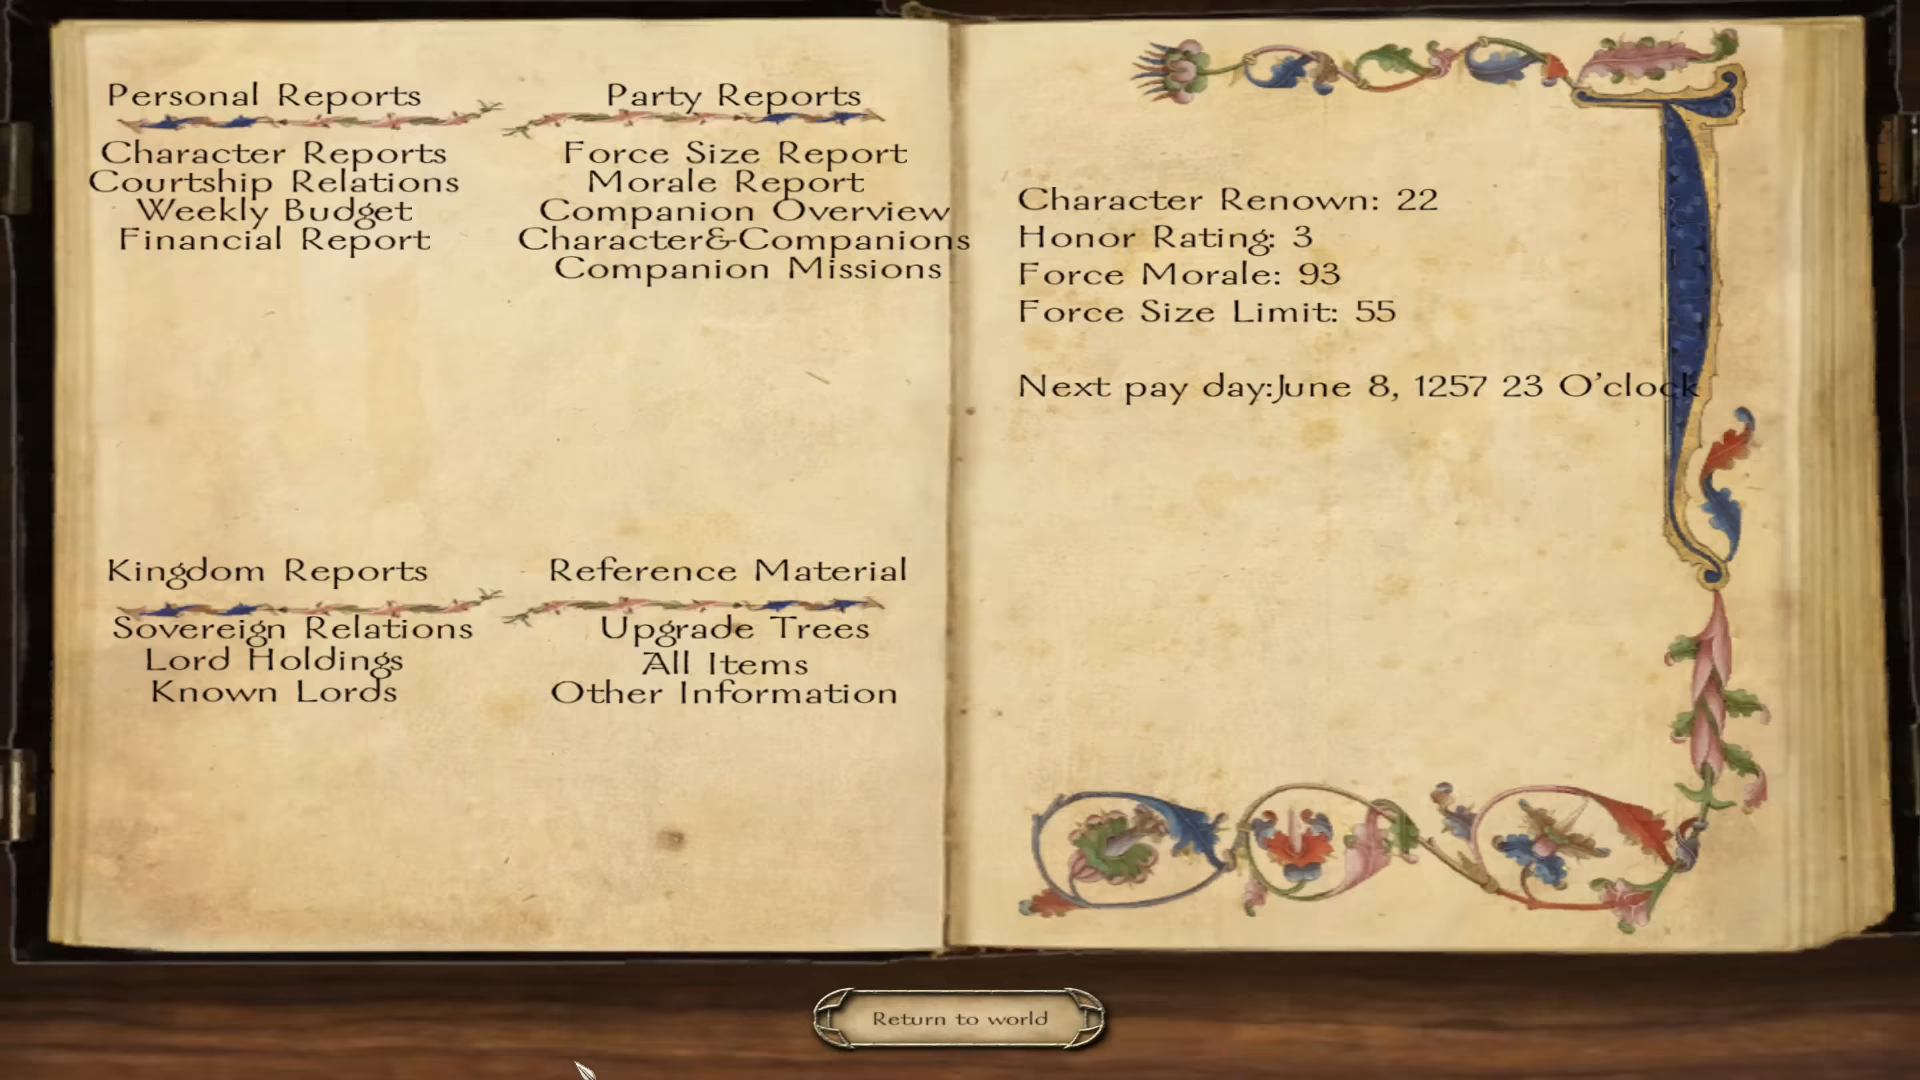 Personal Reports
Character Reports
Courtship Relations
Weekly Budget
Financial Report
Party Reports
Force Size Report
Morale Report
Companion Overview
Character&Companions
Companion Missions
Kingdom Reports
Sovereign Relations
Lord Holdings
Known Lords
Reference Material
Upgrade Trees
All Items
Other Information
Character Renown: 22
Honor Rating: 3
Force Morale: 93
Force Size Limit: 55
Next pay day:June 8, 1257 23 O'clock
Return to world